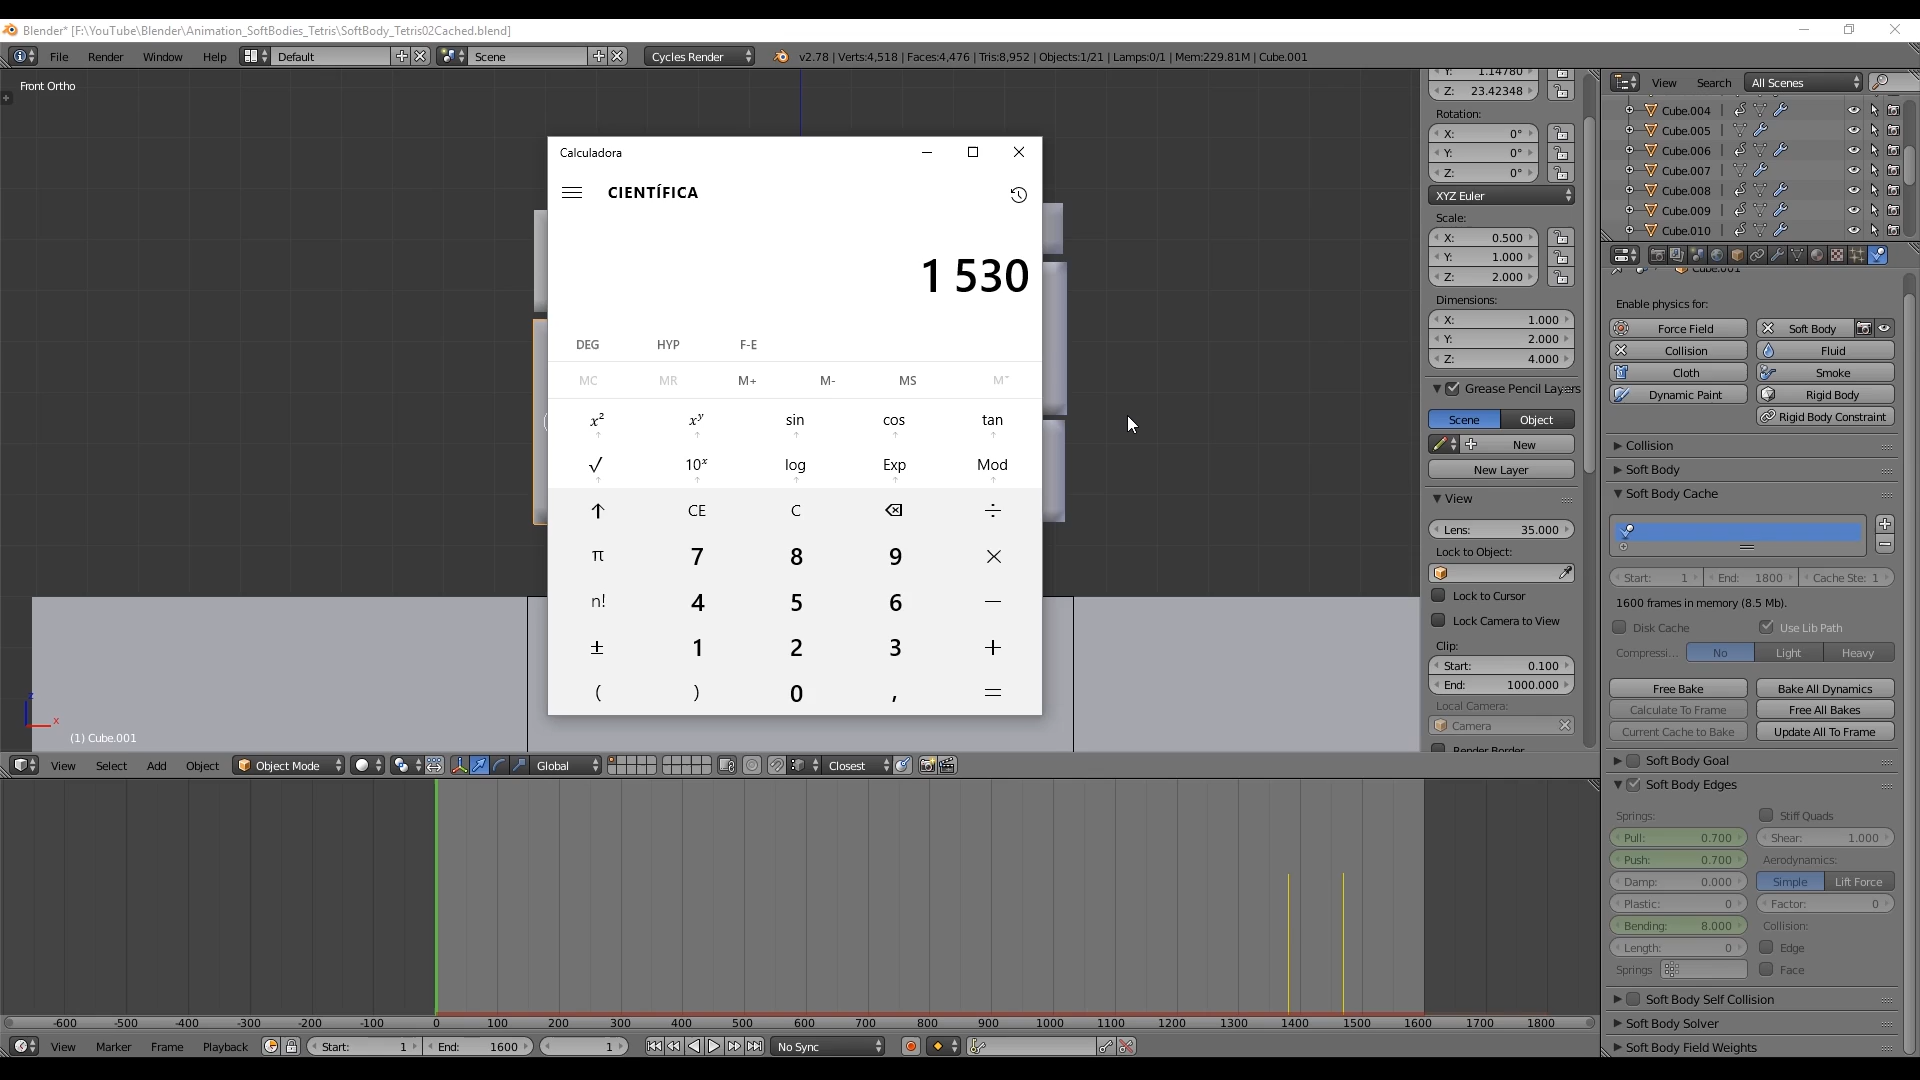 Blender* [F:\YouTube\Blender\Animation_SoftBodies_Tetris\SoftBody_Tetris02Cached.blend]
File Render Window Help Default Scene Cycles Render v2.78 | Verts:4,518 | Faces:4,476 | Tris:8,952 | Objects:1/21 | Lamps:0/1 | Mem:229.81M | Cube.001
Front Ortho
(1) Cube.001
z
x
Calculadora
CIENTÍFICA
1 530
DEG HYP F-E
MC MR M+ M- MS M˅
x² xʸ sin cos tan
√ 10ˣ log Exp Mod
↑ CE C ⌫ ÷
π 7 8 9 ×
n! 4 5 6 −
± 1 2 3 +
( ) 0 , =
Y: 1.14780
Z: 23.42348
Rotation:
X: 0°
Y: 0°
Z: 0°
XYZ Euler
Scale:
X: 0.500
Y: 1.000
Z: 2.000
Dimensions:
X: 1.000
Y: 2.000
Z: 4.000
Grease Pencil Layers
Scene Object
New
New Layer
View
Lens: 35.000
Lock to Object:
Lock to Cursor
Lock Camera to View
Clip:
Start: 0.100
End: 1000.000
Local Camera:
Camera
Render Border
View Search All Scenes
Cube.004
Cube.005
Cube.006
Cube.007
Cube.008
Cube.009
Cube.010
Cube.001
Enable physics for:
Force Field Soft Body
Collision Fluid
Cloth Smoke
Dynamic Paint Rigid Body
Rigid Body Constraint
Collision
Soft Body
Soft Body Cache
Start: 1 End: 1800 Cache Ste: 1
1600 frames in memory (8.5 Mb).
Disk Cache Use Lib Path
Compressi... No Light Heavy
Free Bake Bake All Dynamics
Calculate To Frame Free All Bakes
Current Cache to Bake Update All To Frame
Soft Body Goal
Soft Body Edges
Springs: Stiff Quads
Pull: 0.700 Shear: 1.000
Push: 0.700 Aerodynamics:
Damp: 0.000 Simple Lift Force
Plastic: 0 Factor: 0
Bending: 8.000 Collision:
Length: 0 Edge
Springs Face
Soft Body Self Collision
Soft Body Solver
Soft Body Field Weights
View Select Add Object Object Mode Global Closest
-600 -500 -400 -300 -200 -100 0 100 200 300 400 500 600 700 800 900 1000 1100 1200 1300 1400 1500 1600 1700 1800
View Marker Frame Playback Start: 1 End: 1600 1 No Sync